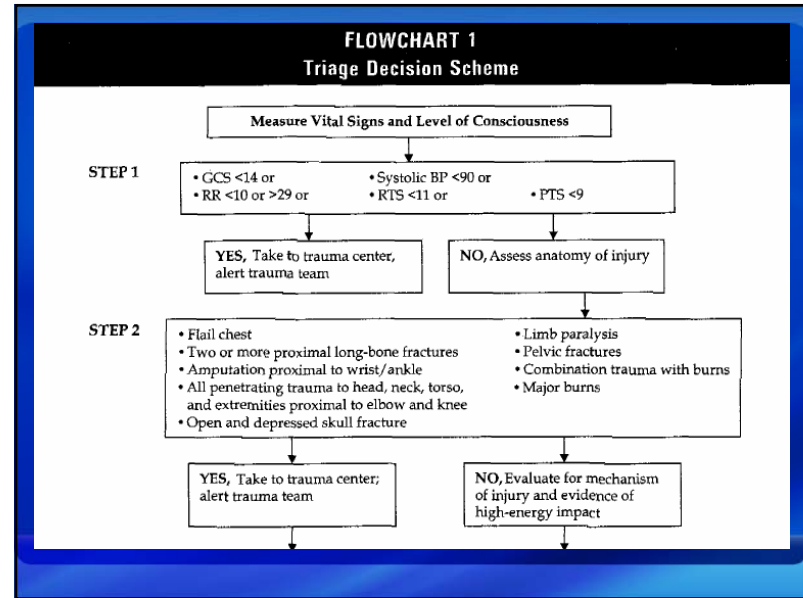 FLOWCHART 1
Triage Decision Scheme
Measure Vital Signs and Level of Consciousness
STEP 1
• GCS <14 or
• Systolic BP <90 or
• RR <10 or >29 or
• RTS <11 or
• PTS <9
YES, Take to trauma center,
alert trauma team
NO, Assess anatomy of injury
STEP 2
• Flail chest
• Two or more proximal long-bone fractures
• Amputation proximal to wrist/ankle
• All penetrating trauma to head, neck, torso,
and extremities proximal to elbow and knee
• Open and depressed skull fracture
• Limb paralysis
• Pelvic fractures
• Combination trauma with burns
• Major burns
YES, Take to trauma center;
alert trauma team
NO, Evaluate for mechanism
of injury and evidence of
high-energy impact